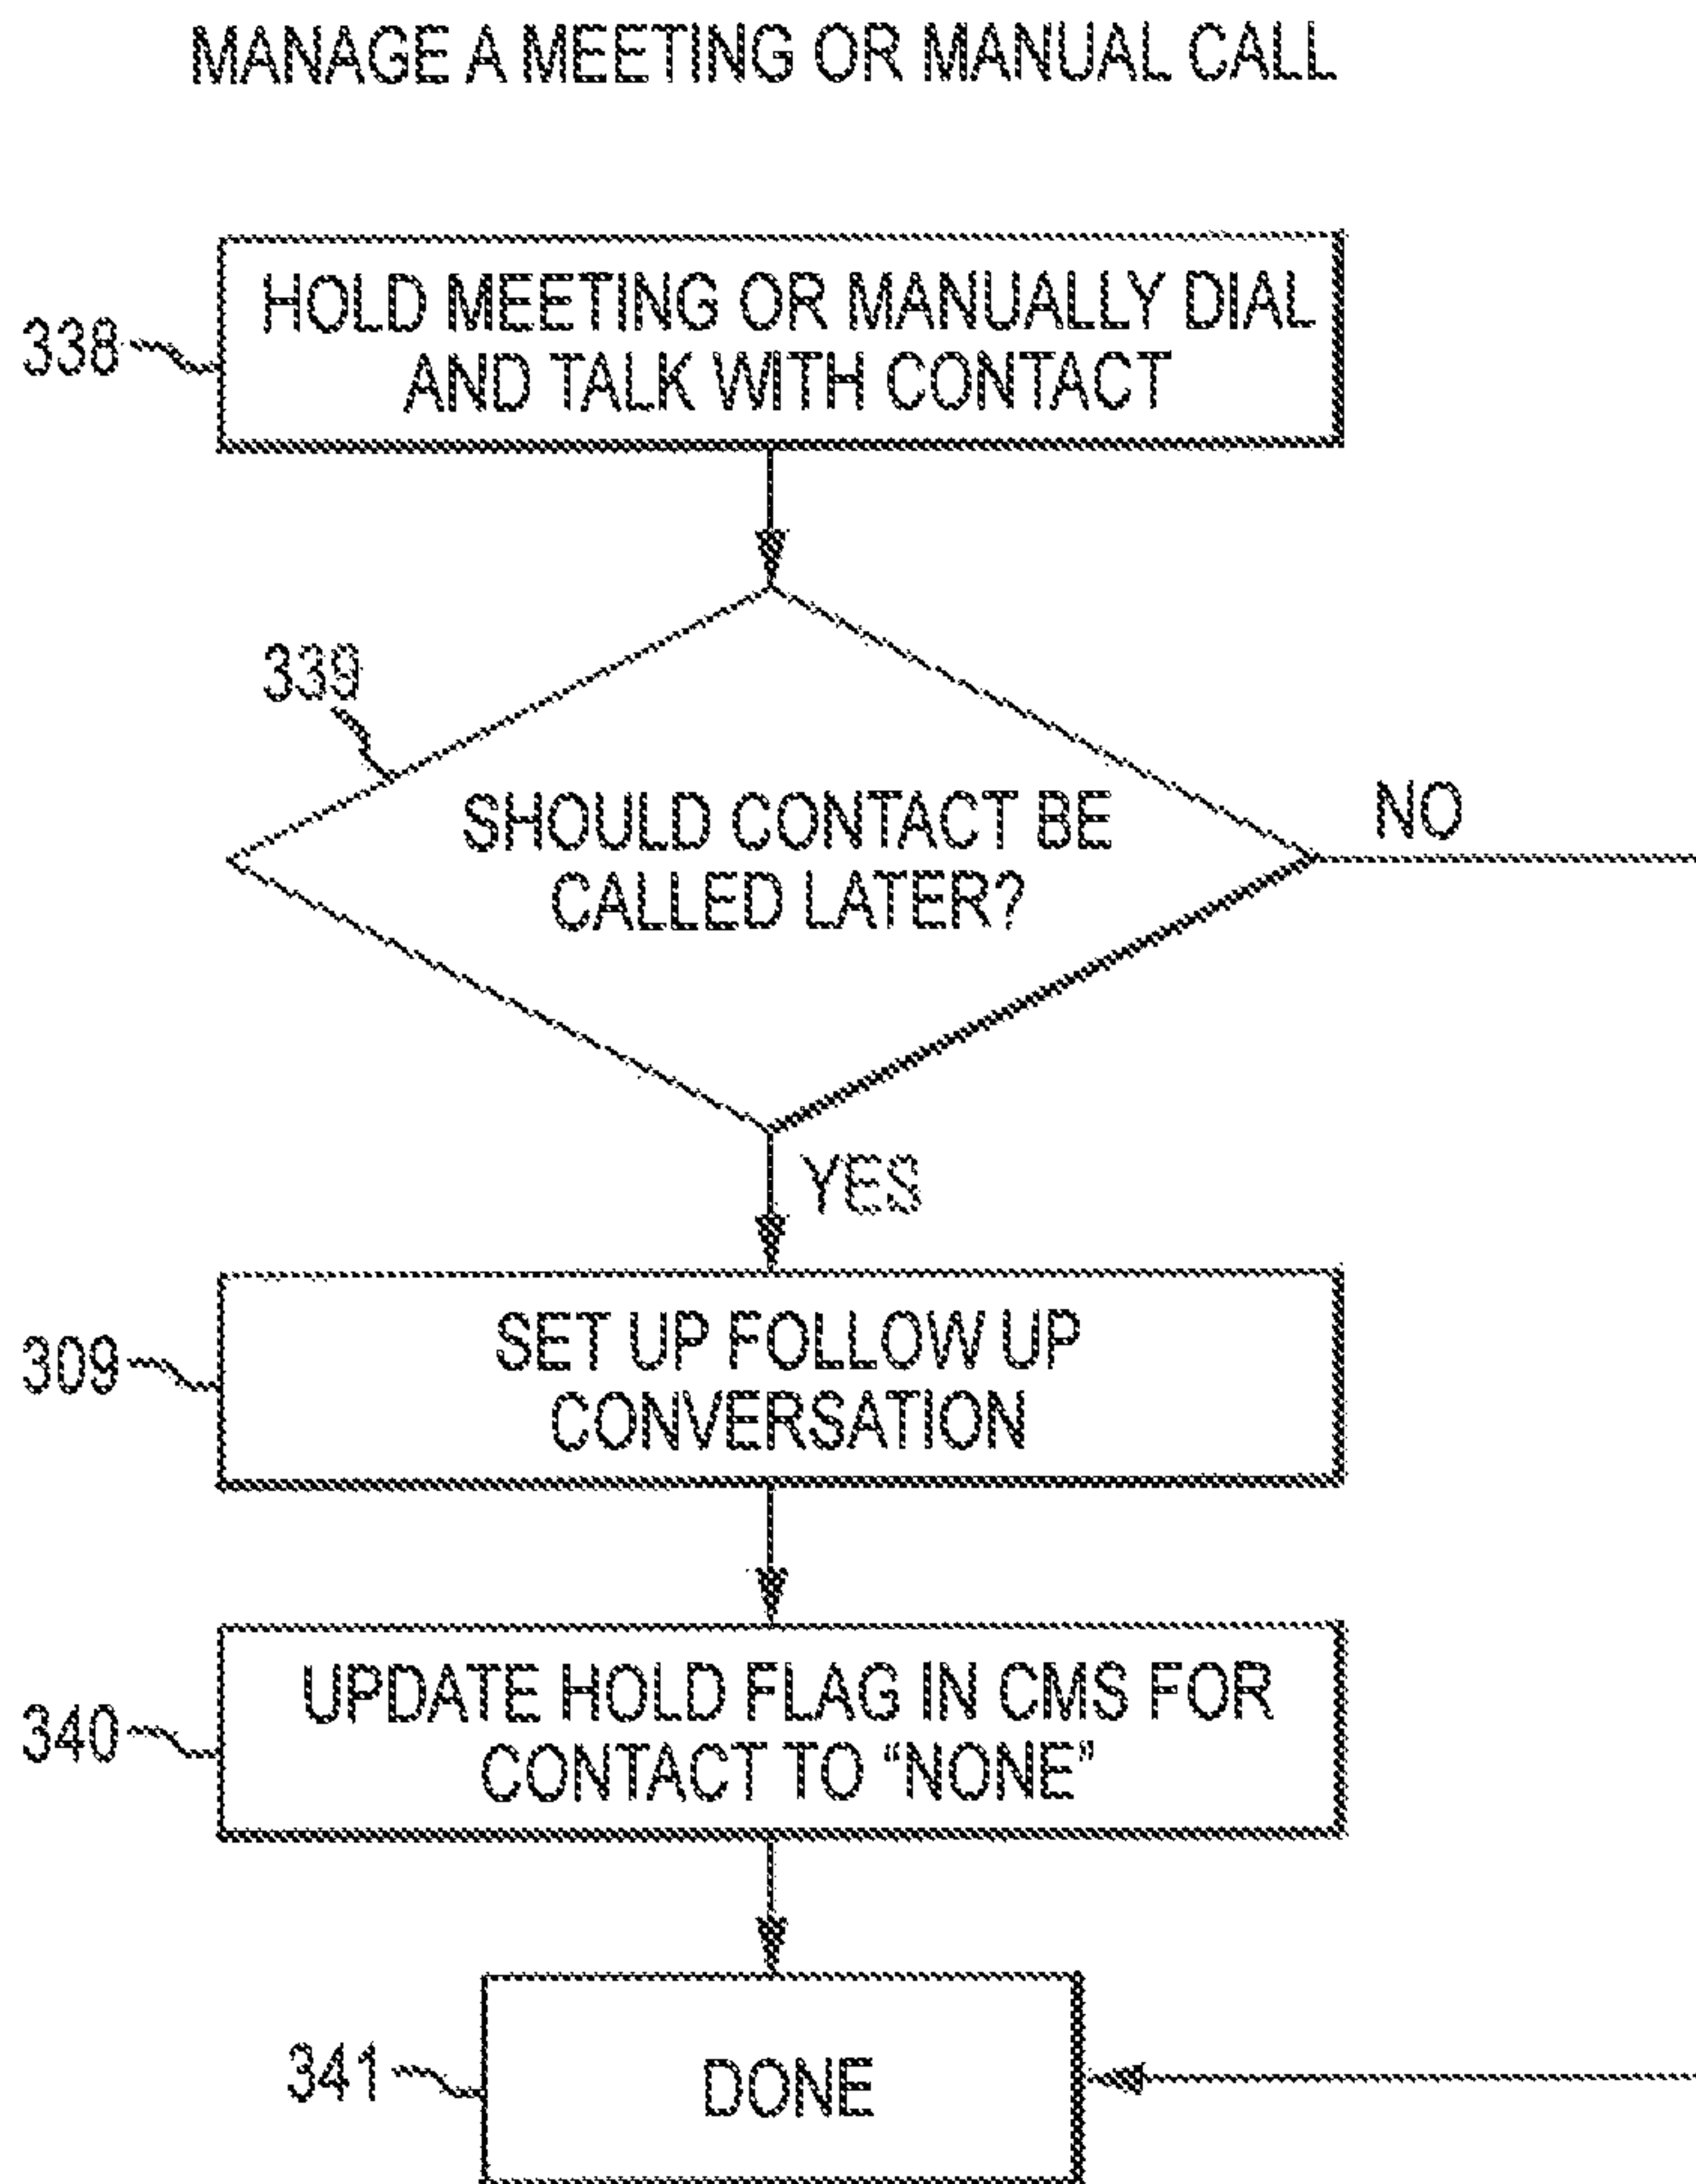 MANAGE A MEETING OR MANUAL CALL
338
HOLD MEETING OR MANUALLY DIAL
AND TALK WITH CONTACT
339
SHOULD CONTACT BE
CALLED LATER?
NO
YES
309
SET UP FOLLOW UP
CONVERSATION
340
UPDATE HOLD FLAG IN CMS FOR
CONTACT TO “NONE”
341
DONE